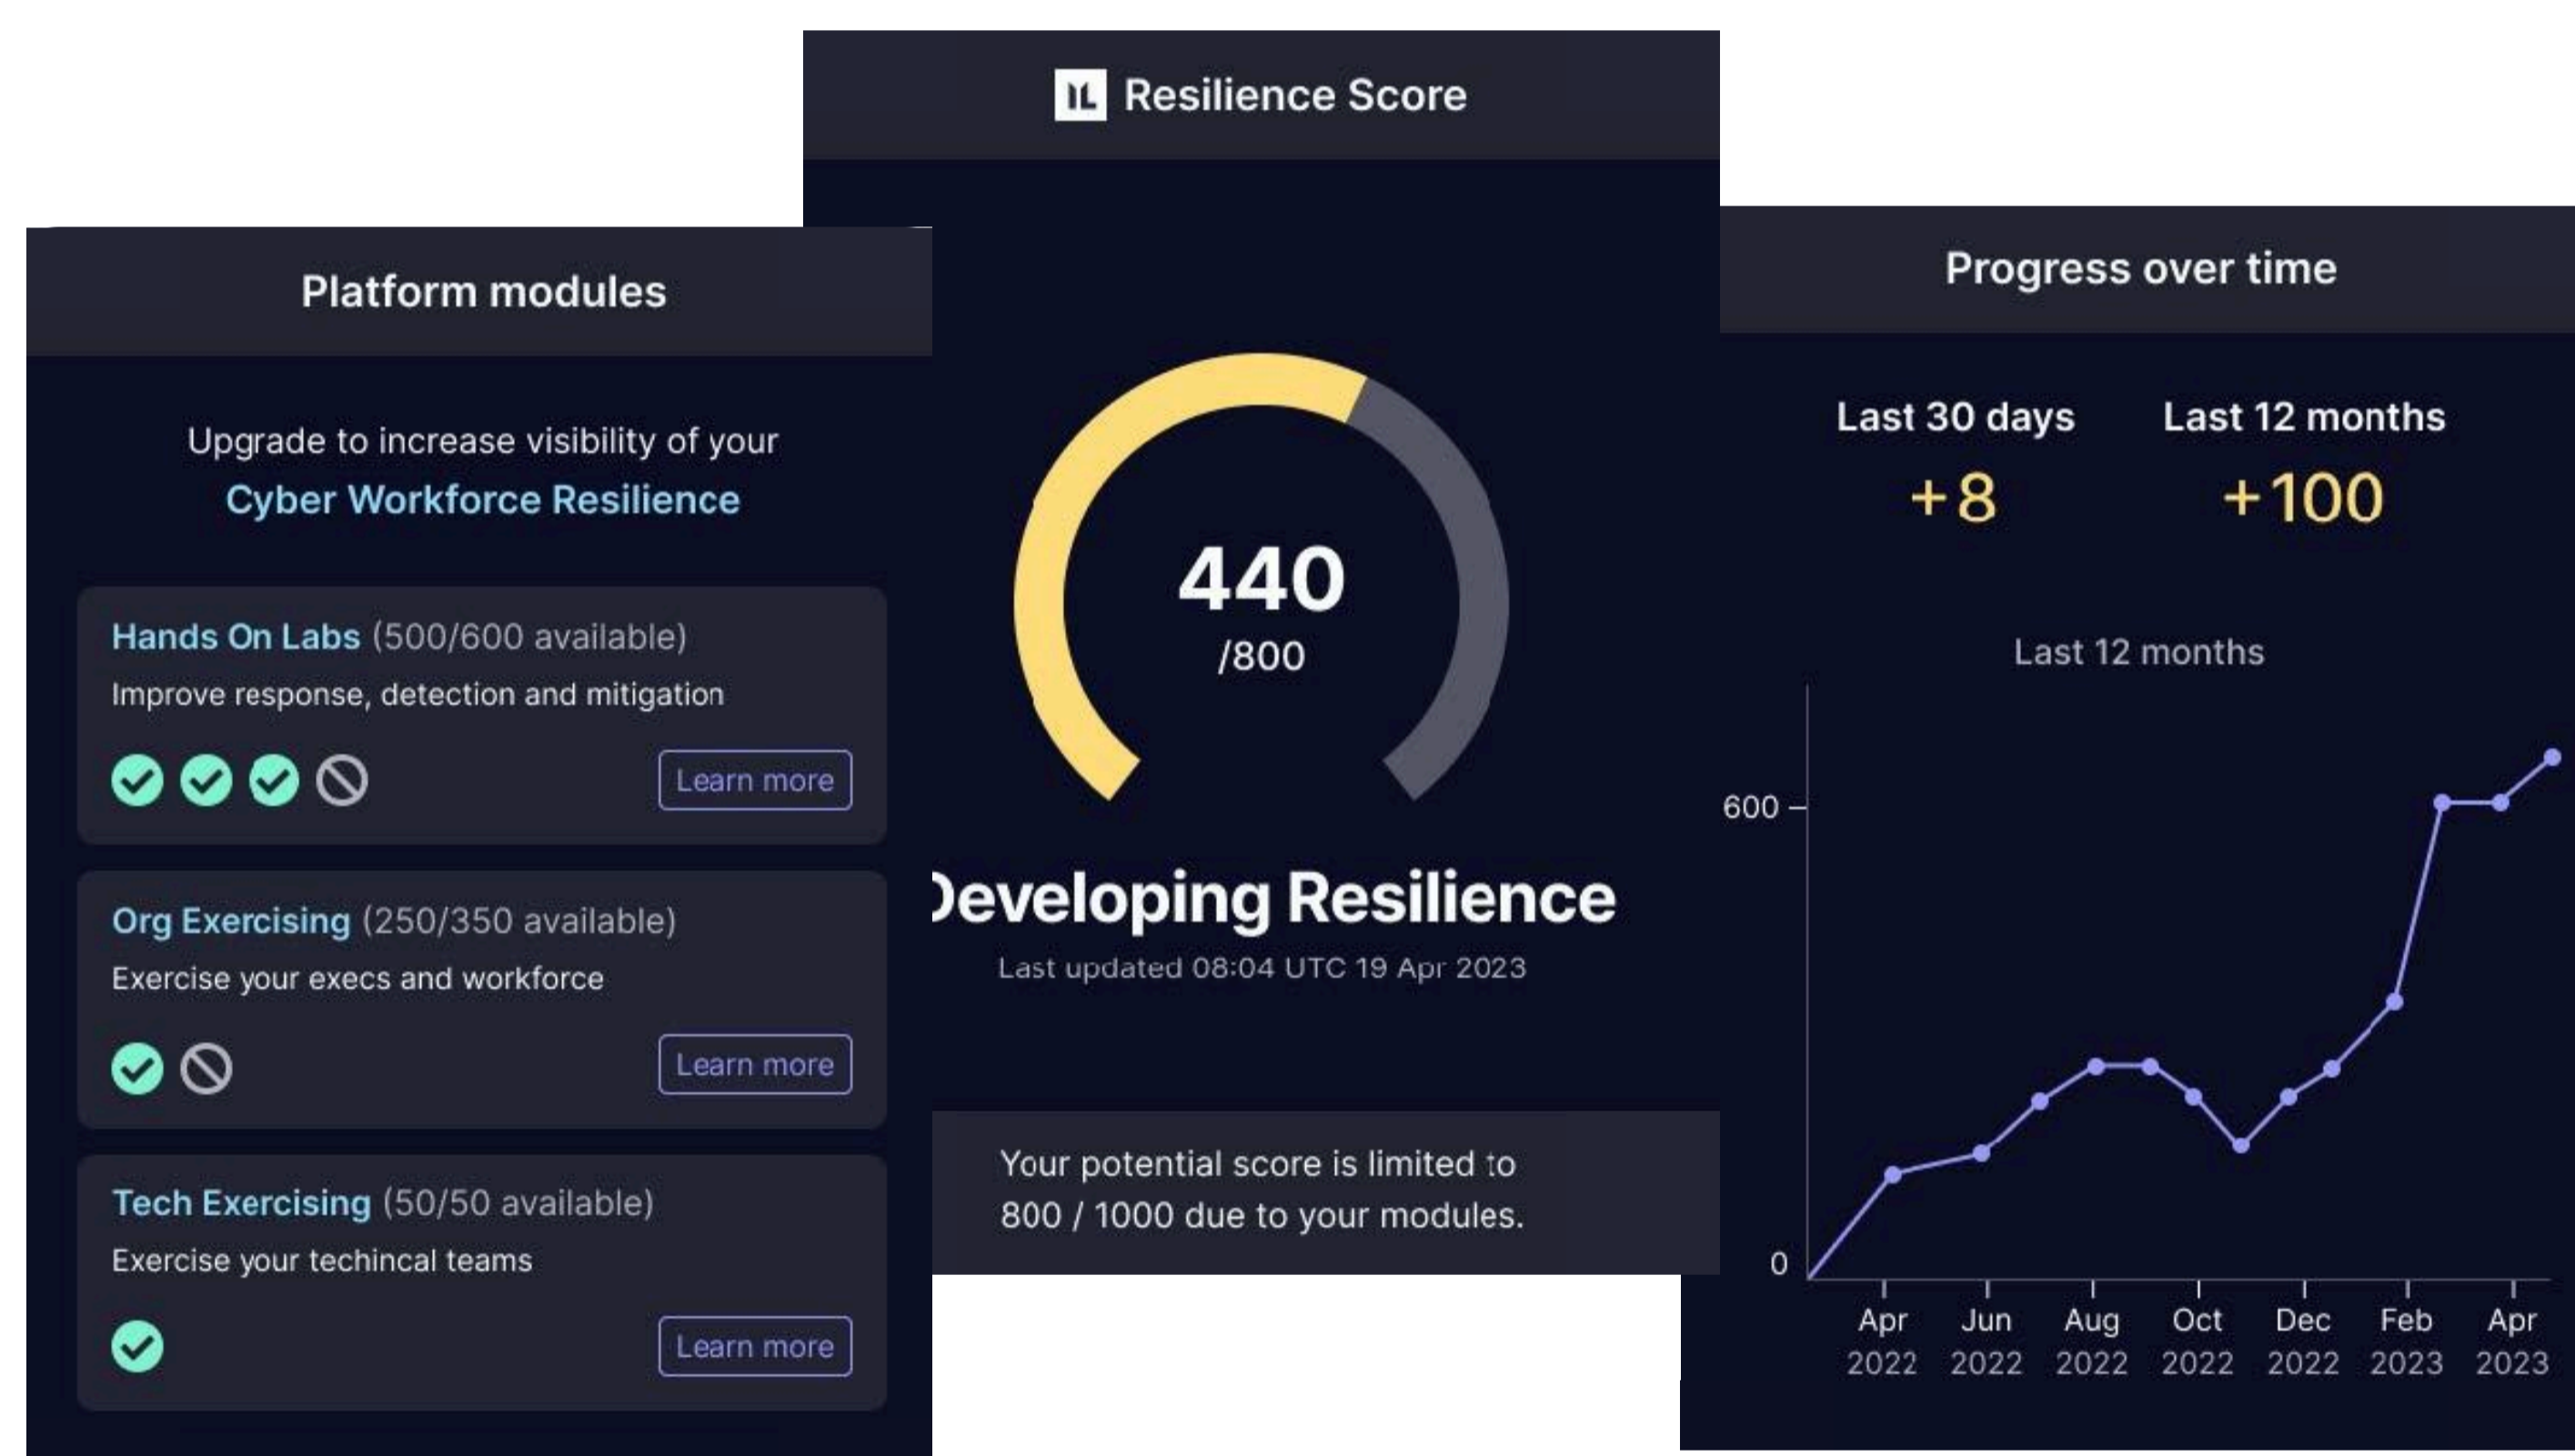 Platform modules
Upgrade to increase visibility of your
Cyber Workforce Resilience
Hands On Labs (500/600 available)
Improve response, detection and mitigation
Learn more
Org Exercising (250/350 available)
Exercise your execs and workforce
Learn more
Tech Exercising (50/50 available)
Exercise your techincal teams
Learn more
IL Resilience Score
440
/800
Developing Resilience
Last updated 08:04 UTC 19 Apr 2023
Your potential score is limited to
800 / 1000 due to your modules.
Progress over time
Last 30 days Last 12 months
+8 +100
Last 12 months
600
0
Apr Jun Aug Oct Dec Feb Apr
2022 2022 2022 2022 2022 2023 2023